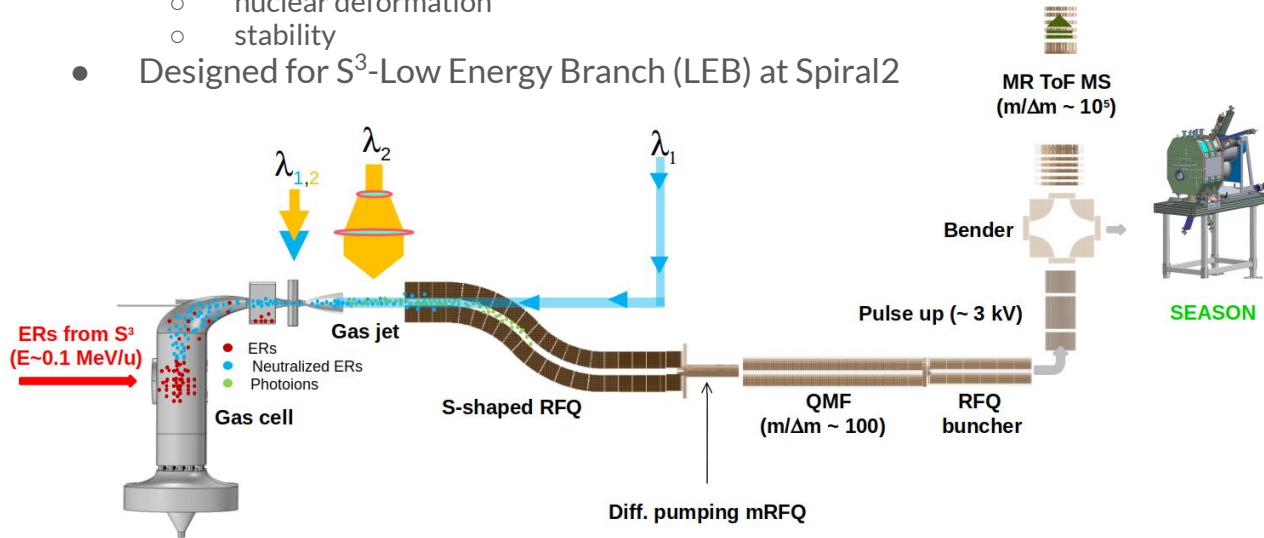 ○ nuclear deformation
○ stability
● Designed for S³-Low Energy Branch (LEB) at Spiral2
MR ToF MS
(m/Δm ~ 10⁵)
λ₁,₂
λ₂
λ₁
Bender
ERs from S³
(E~0.1 MeV/u)
Gas jet
Pulse up (~ 3 kV)
SEASON
ERs
Neutralized ERs
Photoions
Gas cell
S-shaped RFQ
QMF
(m/Δm ~ 100)
RFQ
buncher
Diff. pumping mRFQ